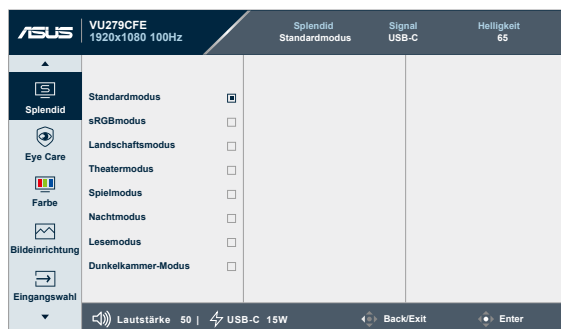 ASUS
VU279CFE
1920x1080 100Hz
Splendid
Standardmodus
Signal
USB-C
Helligkeit
65
Splendid
Eye Care
Farbe
Bildeinrichtung
Eingangswahl
Standardmodus
sRGBmodus
Landschaftsmodus
Theatermodus
Spielmodus
Nachtmodus
Lesemodus
Dunkelkammer-Modus
Lautstärke 50 | USB-C 15W
Back/Exit
Enter